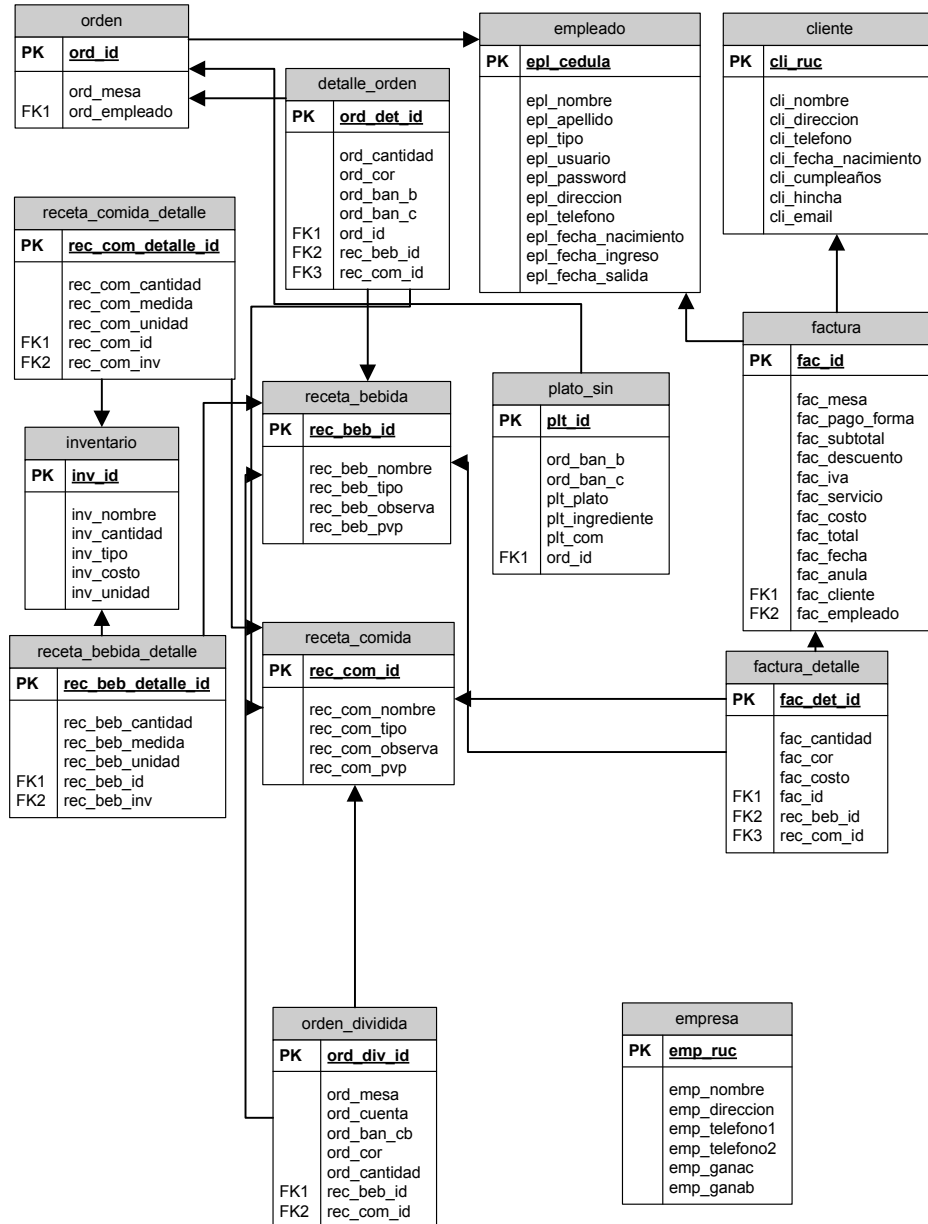 orden
PK ord_id
ord_mesa
FK1 ord_empleado
detalle_orden
PK ord_det_id
ord_cantidad
ord_cor
ord_ban_b
ord_ban_c
FK1 ord_id
FK2 rec_beb_id
FK3 rec_com_id
empleado
PK epl_cedula
epl_nombre
epl_apellido
epl_tipo
epl_usuario
epl_password
epl_direccion
epl_telefono
epl_fecha_nacimiento
epl_fecha_ingreso
epl_fecha_salida
cliente
PK cli_ruc
cli_nombre
cli_direccion
cli_telefono
cli_fecha_nacimiento
cli_cumpleaños
cli_hincha
cli_email
receta_comida_detalle
PK rec_com_detalle_id
rec_com_cantidad
rec_com_medida
rec_com_unidad
FK1 rec_com_id
FK2 rec_com_inv
factura
PK fac_id
fac_mesa
fac_pago_forma
fac_subtotal
fac_descuento
fac_iva
fac_servicio
fac_costo
fac_total
fac_fecha
fac_anula
FK1 fac_cliente
FK2 fac_empleado
receta_bebida
PK rec_beb_id
rec_beb_nombre
rec_beb_tipo
rec_beb_observa
rec_beb_pvp
plato_sin
PK plt_id
ord_ban_b
ord_ban_c
plt_plato
plt_ingrediente
plt_com
FK1 ord_id
inventario
PK inv_id
inv_nombre
inv_cantidad
inv_tipo
inv_costo
inv_unidad
receta_bebida_detalle
PK rec_beb_detalle_id
rec_beb_cantidad
rec_beb_medida
rec_beb_unidad
FK1 rec_beb_id
FK2 rec_beb_inv
receta_comida
PK rec_com_id
rec_com_nombre
rec_com_tipo
rec_com_observa
rec_com_pvp
factura_detalle
PK fac_det_id
fac_cantidad
fac_cor
fac_costo
FK1 fac_id
FK2 rec_beb_id
FK3 rec_com_id
orden_dividida
PK ord_div_id
ord_mesa
ord_cuenta
ord_ban_cb
ord_cor
ord_cantidad
FK1 rec_beb_id
FK2 rec_com_id
empresa
PK emp_ruc
emp_nombre
emp_direccion
emp_telefono1
emp_telefono2
emp_ganac
emp_ganab